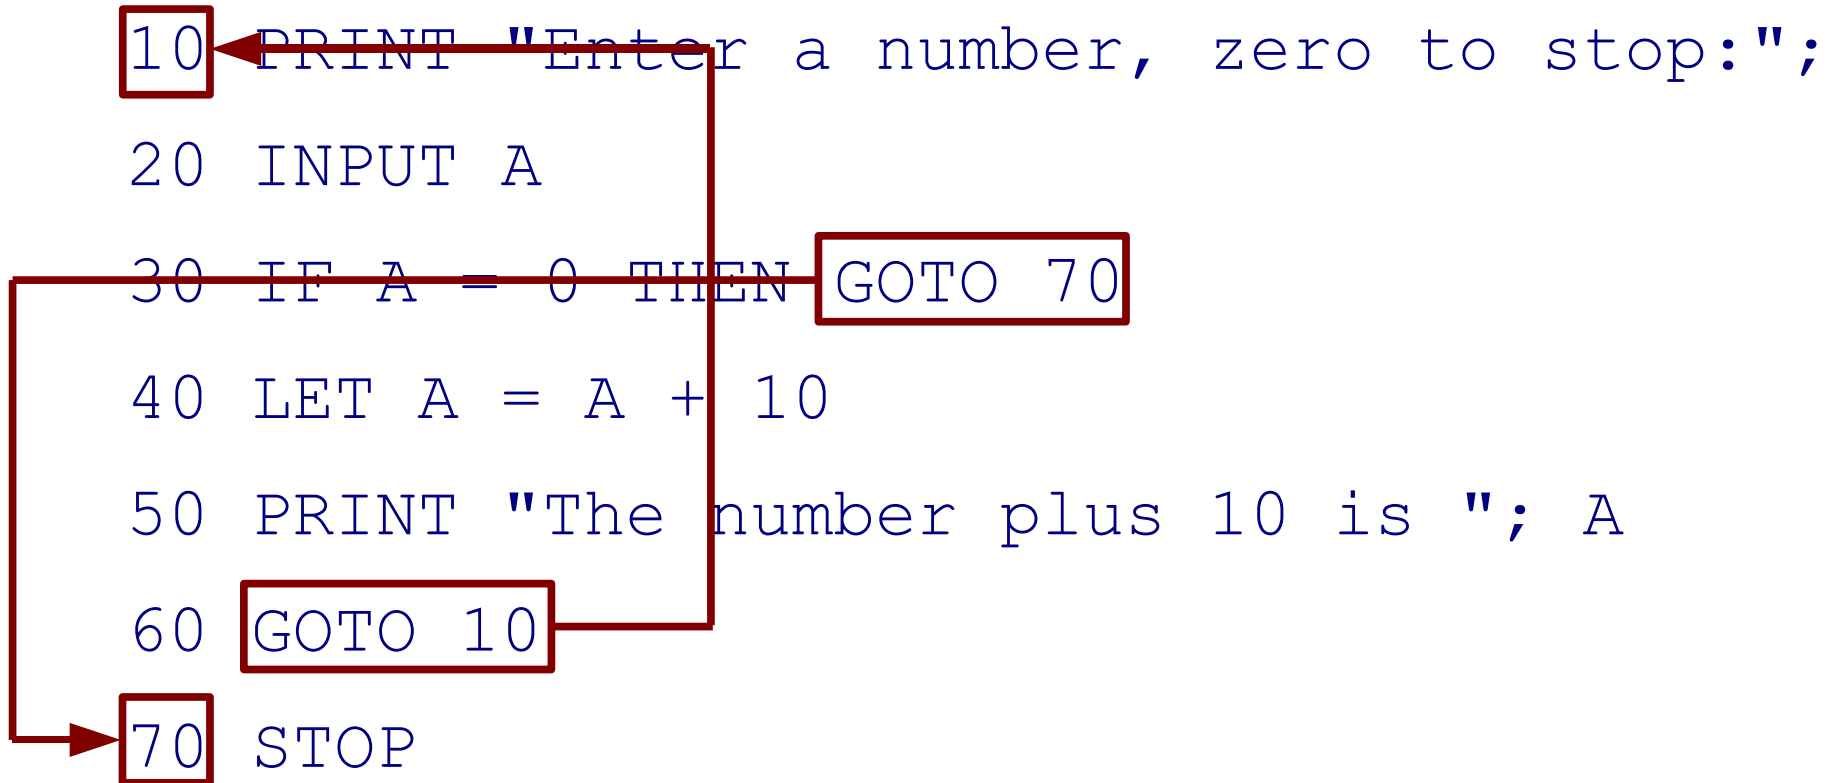 10 PRINT "Enter a number, zero to stop:";
20 INPUT A
30 IF A = 0 THEN GOTO 70
40 LET A = A + 10
50 PRINT "The number plus 10 is "; A
60 GOTO 10
70 STOP